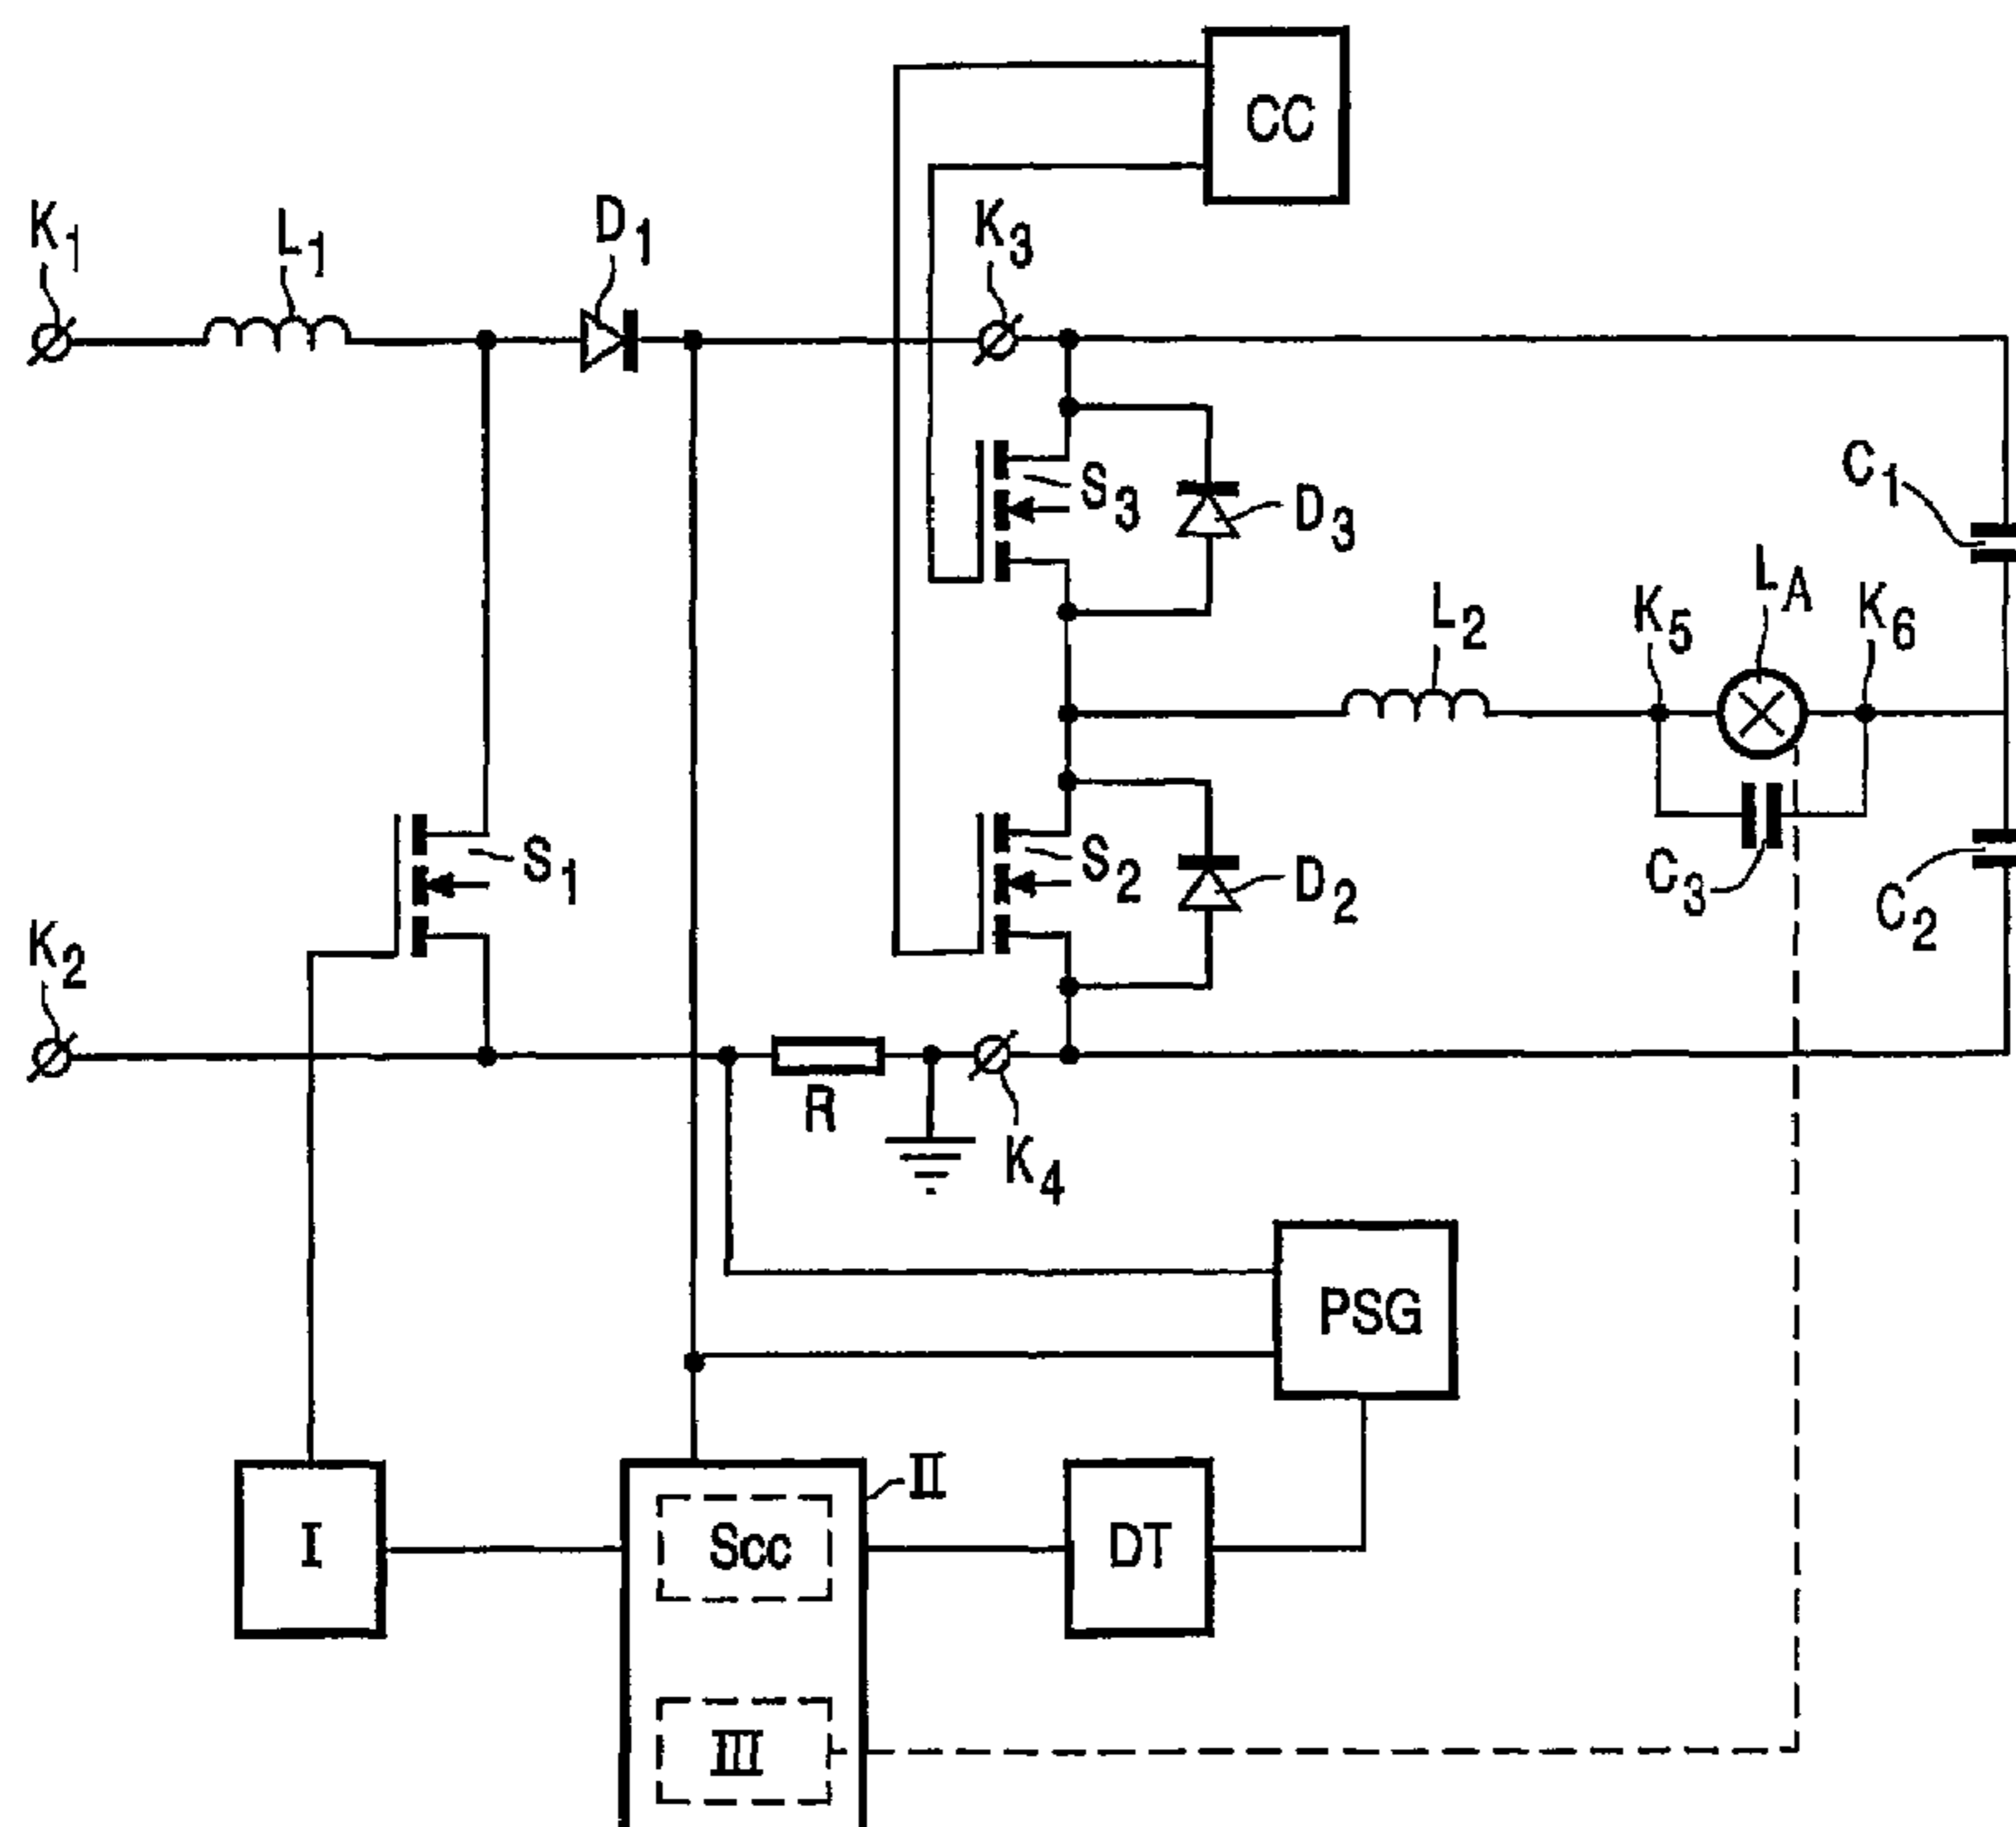 CC
K1
L1
D1
K3
S3
D3
C1
L2
K5
LA
K6
S1
S2
D2
C3
C2
K2
R
K4
PSG
II
I
Scc
DT
III